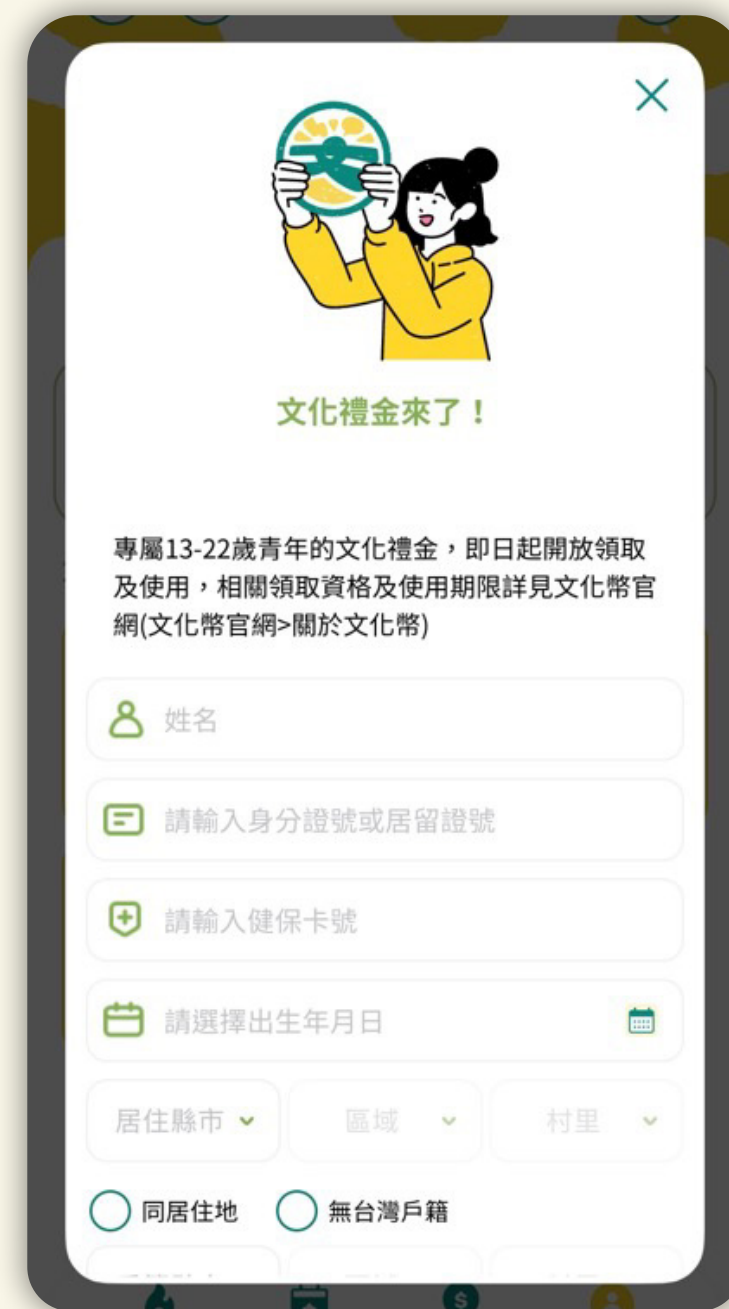 文化禮金來了！
專屬13-22歲青年的文化禮金，即日起開放領取
及使用，相關領取資格及使用期限詳見文化幣官
網(文化幣官網>關於文化幣)
姓名
請輸入身分證號或居留證號
請輸入健保卡號
請選擇出生年月日
居住縣市 區域 村里
同居住地 無台灣戶籍